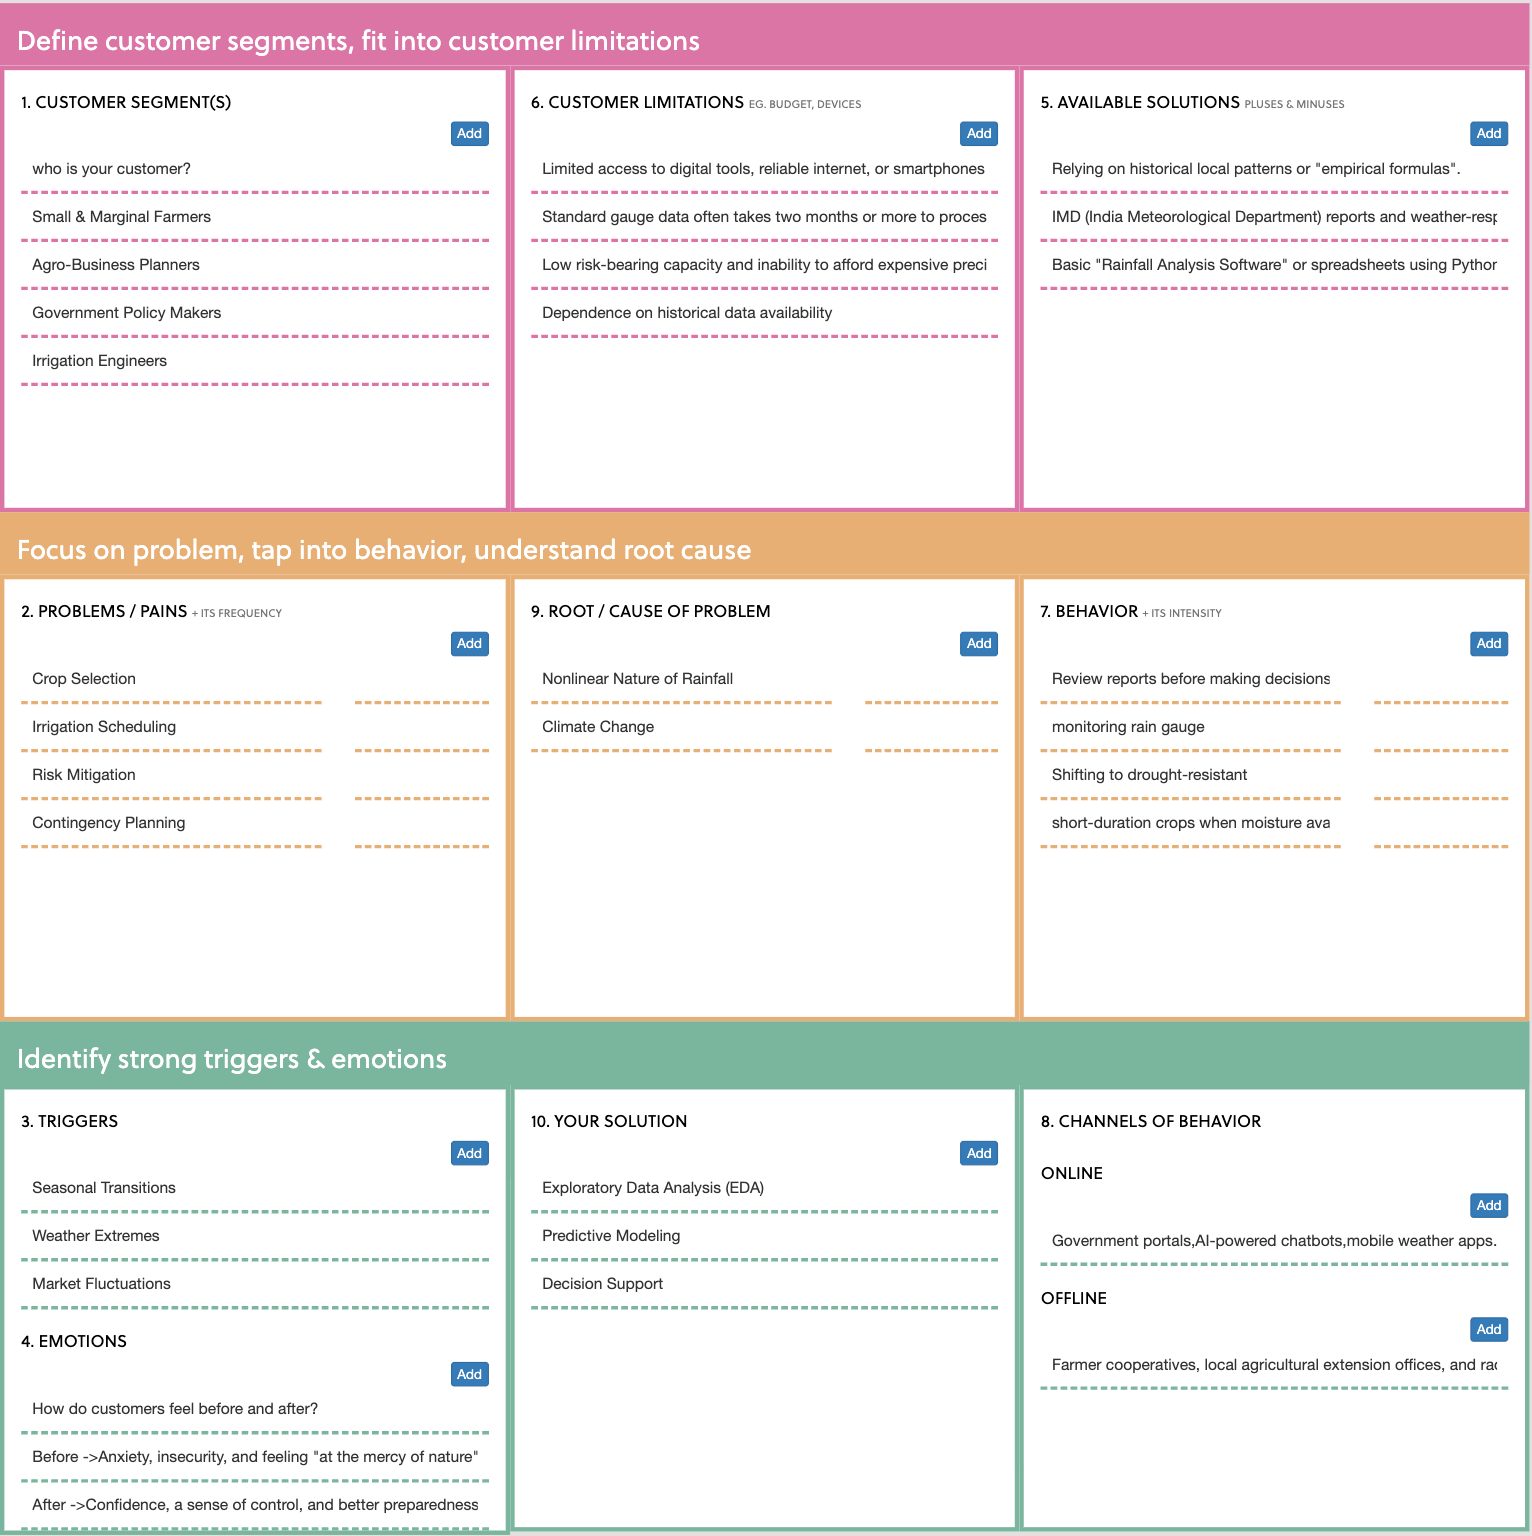 Define customer segments, fit into customer limitations
1. CUSTOMER SEGMENT(S)
Add
who is your customer?
Small & Marginal Farmers
Agro-Business Planners
Government Policy Makers
Irrigation Engineers
6. CUSTOMER LIMITATIONS EG. BUDGET, DEVICES
Add
Limited access to digital tools, reliable internet, or smartphones
Standard gauge data often takes two months or more to proces
Low risk-bearing capacity and inability to afford expensive preci
Dependence on historical data availability
5. AVAILABLE SOLUTIONS PLUSES & MINUSES
Add
Relying on historical local patterns or "empirical formulas".
IMD (India Meteorological Department) reports and weather-resp
Basic "Rainfall Analysis Software" or spreadsheets using Python
Focus on problem, tap into behavior, understand root cause
2. PROBLEMS / PAINS + ITS FREQUENCY
Add
Crop Selection
Irrigation Scheduling
Risk Mitigation
Contingency Planning
9. ROOT / CAUSE OF PROBLEM
Add
Nonlinear Nature of Rainfall
Climate Change
7. BEHAVIOR + ITS INTENSITY
Add
Review reports before making decisions
monitoring rain gauge
Shifting to drought-resistant
short-duration crops when moisture ava
Identify strong triggers & emotions
3. TRIGGERS
Add
Seasonal Transitions
Weather Extremes
Market Fluctuations
4. EMOTIONS
Add
How do customers feel before and after?
Before ->Anxiety, insecurity, and feeling "at the mercy of nature"
After ->Confidence, a sense of control, and better preparedness
10. YOUR SOLUTION
Add
Exploratory Data Analysis (EDA)
Predictive Modeling
Decision Support
8. CHANNELS OF BEHAVIOR
ONLINE
Add
Government portals,AI-powered chatbots,mobile weather apps.
OFFLINE
Add
Farmer cooperatives, local agricultural extension offices, and rad